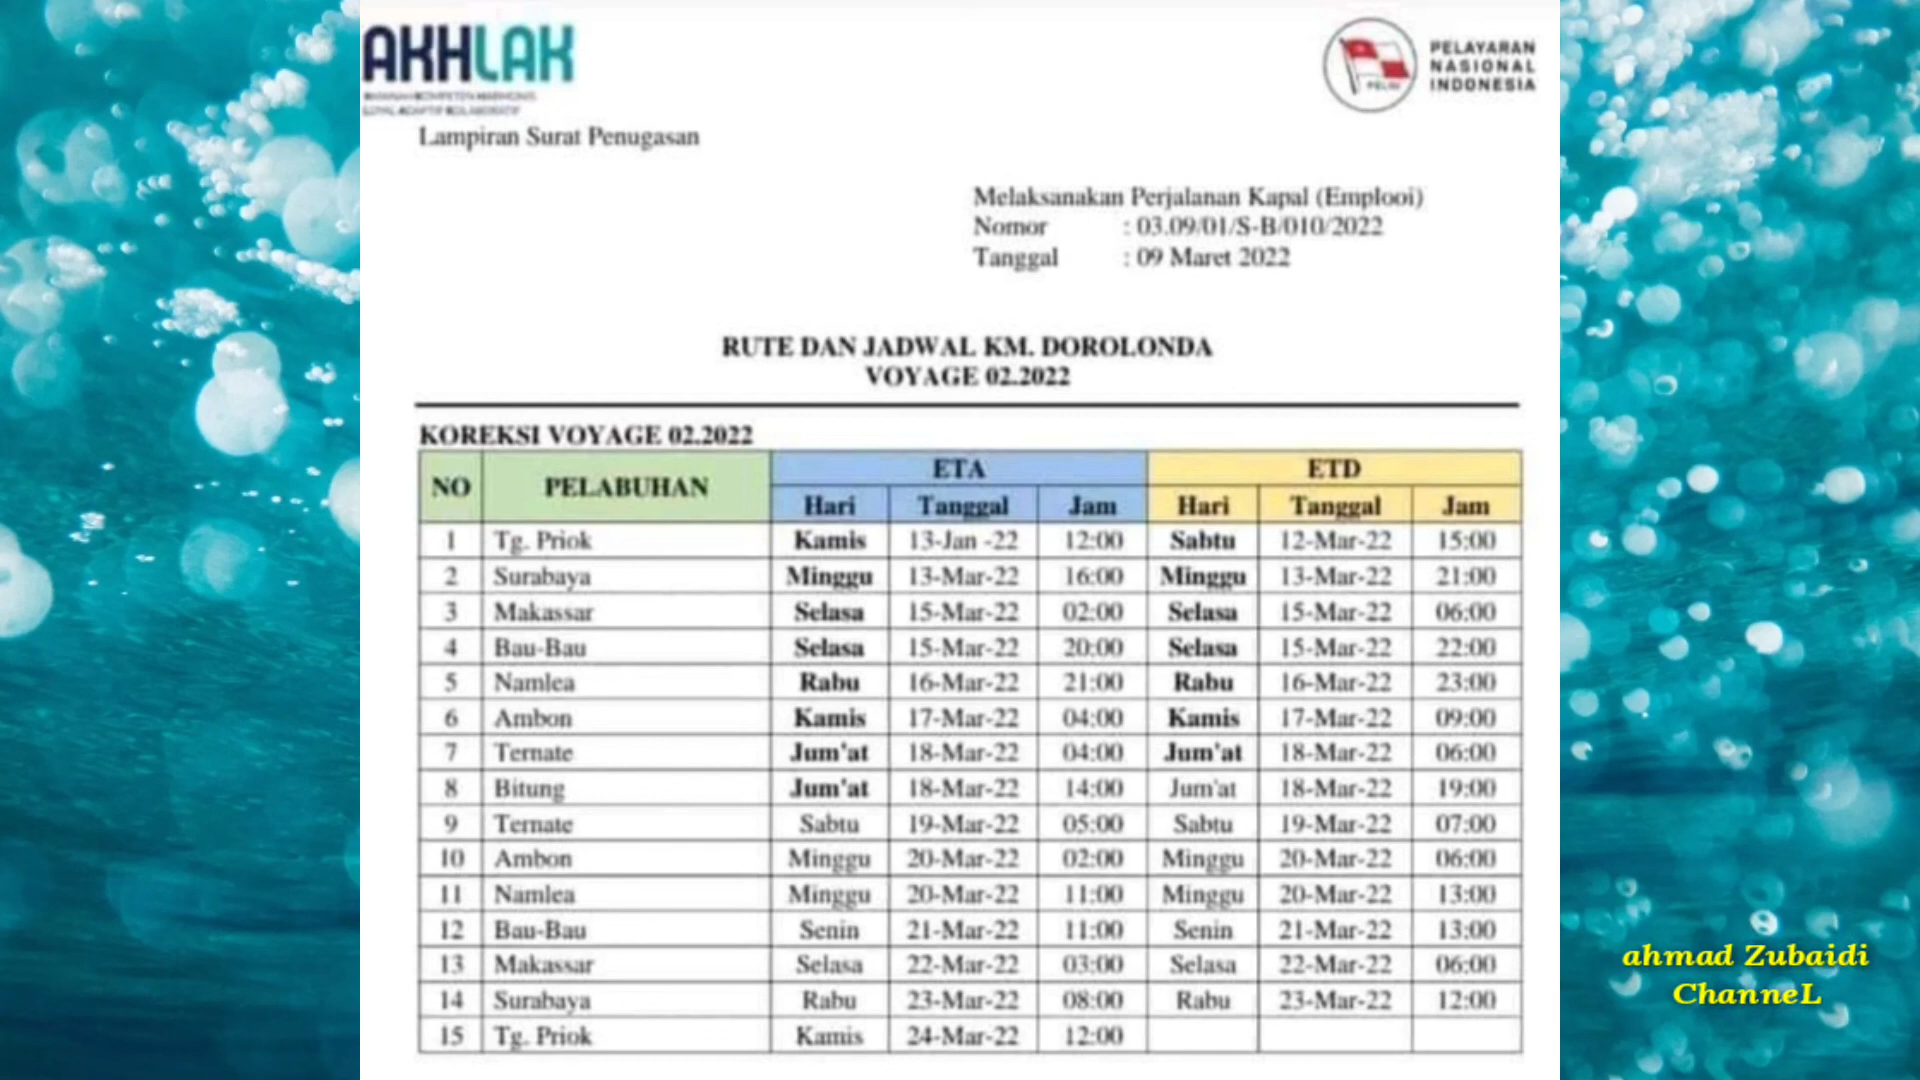 AKHLAK
PELAYARAN
NASIONAL
INDONESIA
PELNI
Lampiran Surat Penugasan
Melaksanakan Perjalanan Kapal (Emplooi)
Nomor : 03.09/01/S-B/010/2022
Tanggal : 09 Maret 2022
RUTE DAN JADWAL KM. DOROLONDA
VOYAGE 02.2022
KOREKSI VOYAGE 02.2022
NO PELABUHAN ETA ETD
Hari Tanggal Jam Hari Tanggal Jam
1 Tg. Priok Kamis 13-Jan -22 12:00 Sabtu 12-Mar-22 15:00
2 Surabaya Minggu 13-Mar-22 16:00 Minggu 13-Mar-22 21:00
3 Makassar Selasa 15-Mar-22 02:00 Selasa 15-Mar-22 06:00
4 Bau-Bau Selasa 15-Mar-22 20:00 Selasa 15-Mar-22 22:00
5 Namlea Rabu 16-Mar-22 21:00 Rabu 16-Mar-22 23:00
6 Ambon Kamis 17-Mar-22 04:00 Kamis 17-Mar-22 09:00
7 Ternate Jum'at 18-Mar-22 04:00 Jum'at 18-Mar-22 06:00
8 Bitung Jum'at 18-Mar-22 14:00 Jum'at 18-Mar-22 19:00
9 Ternate Sabtu 19-Mar-22 05:00 Sabtu 19-Mar-22 07:00
10 Ambon Minggu 20-Mar-22 02:00 Minggu 20-Mar-22 06:00
11 Namlea Minggu 20-Mar-22 11:00 Minggu 20-Mar-22 13:00
12 Bau-Bau Senin 21-Mar-22 11:00 Senin 21-Mar-22 13:00
13 Makassar Selasa 22-Mar-22 03:00 Selasa 22-Mar-22 06:00
14 Surabaya Rabu 23-Mar-22 08:00 Rabu 23-Mar-22 12:00
15 Tg. Priok Kamis 24-Mar-22 12:00
ahmad Zubaidi
ChanneL